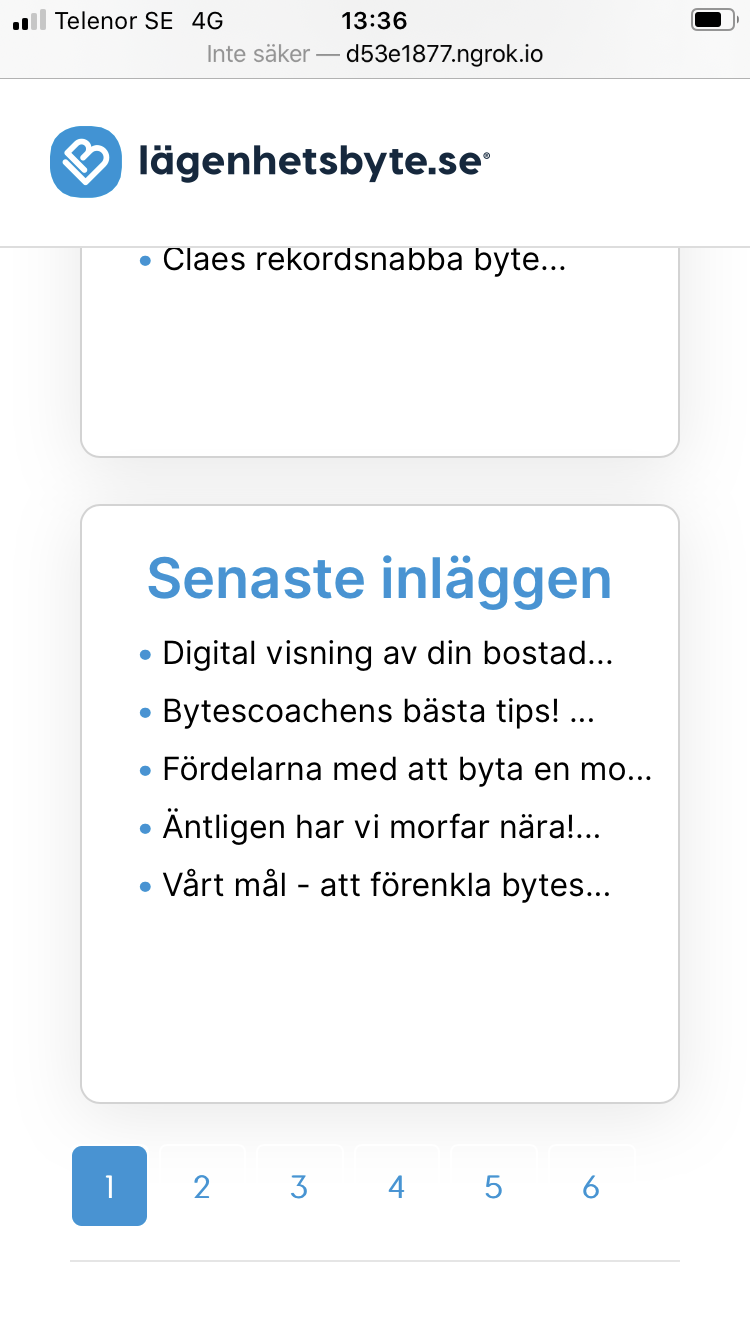 Telenor SE 4G 13:36
Inte säker — d53e1877.ngrok.io
lägenhetsbyte.se®
Claes rekordsnabba byte...
Senaste inläggen
Digital visning av din bostad...
Bytescoachens bästa tips! ...
Fördelarna med att byta en mo...
Äntligen har vi morfar nära!...
Vårt mål - att förenkla bytes...
1 2 3 4 5 6